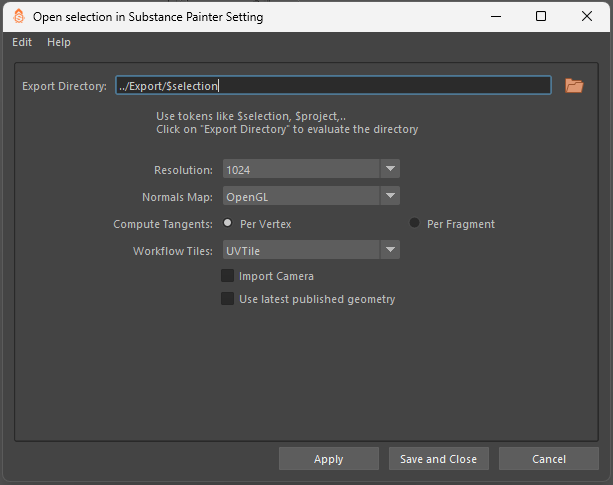 Open selection in Substance Painter Setting
Edit Help
Export Directory: ../Export/$selection
Use tokens like $selection, $project,..
Click on "Export Directory" to evaluate the directory
Resolution: 1024
Normals Map: OpenGL
Compute Tangents: Per Vertex Per Fragment
Workflow Tiles: UVTile
Import Camera
Use latest published geometry
Apply Save and Close Cancel